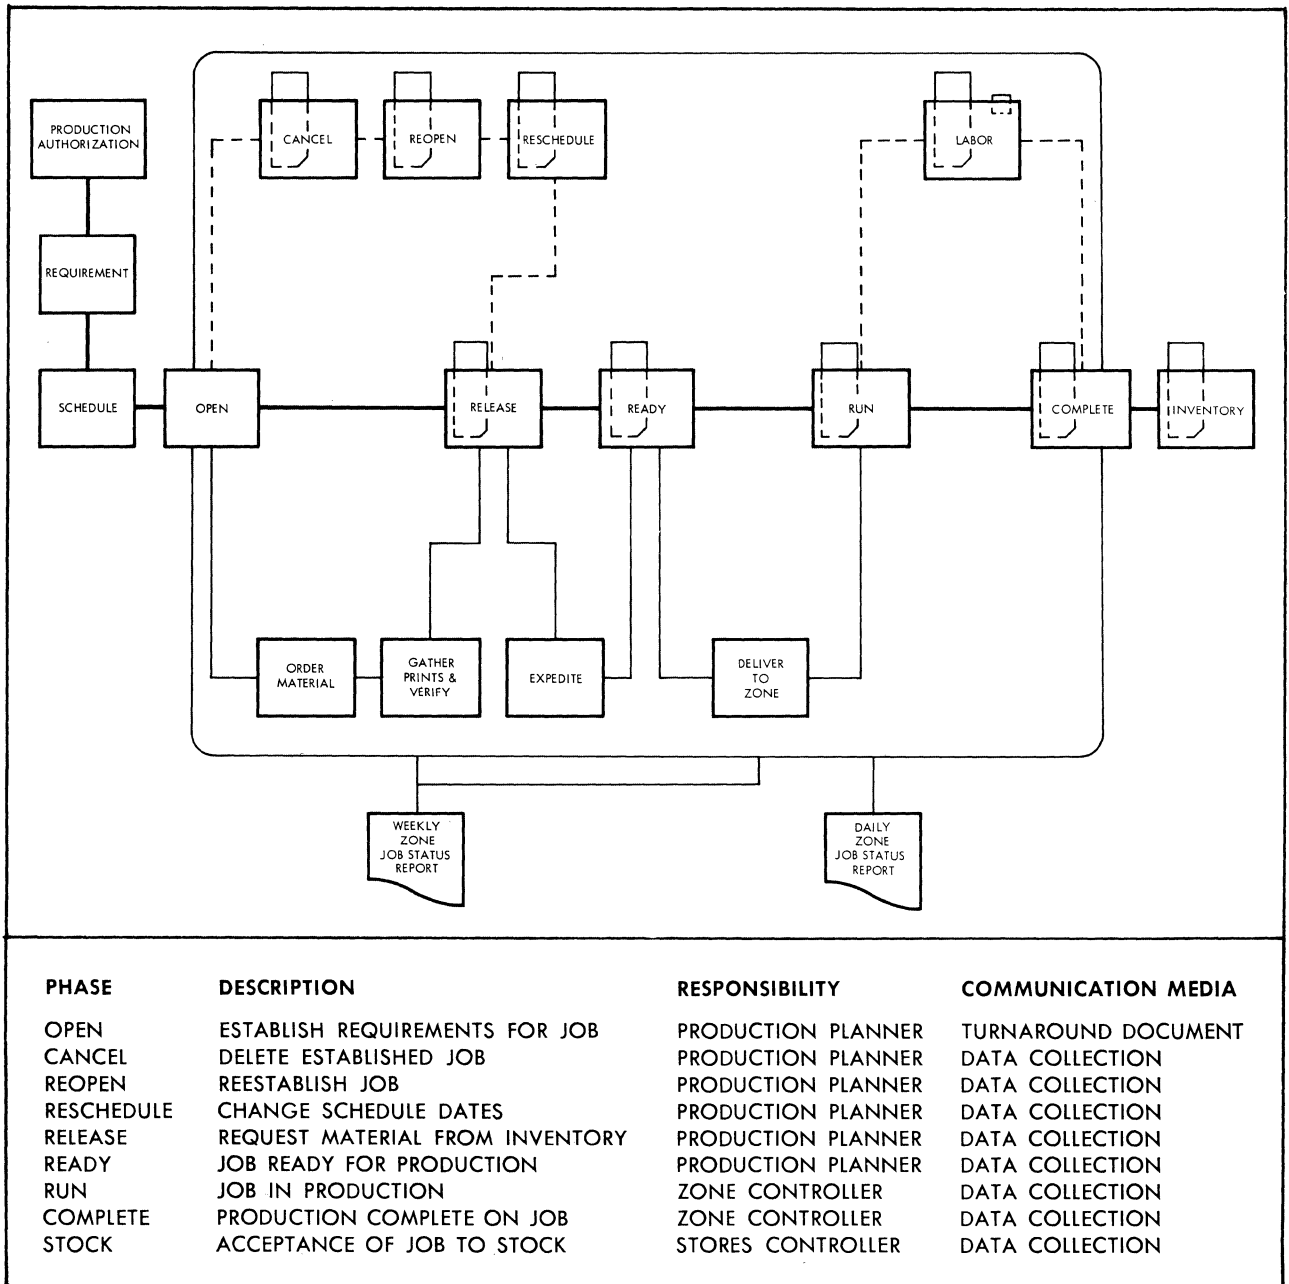 PRODUCTION
AUTHORIZATION
CANCEL
REOPEN
RESCHEDULE
LABOR
REQUIREMENT
SCHEDULE
OPEN
RELEASE
READY
RUN
COMPLETE
INVENTORY
ORDER
MATERIAL
GATHER
PRINTS &
VERIFY
EXPEDITE
DELIVER
TO
ZONE
WEEKLY
ZONE
JOB STATUS
REPORT
DAILY
ZONE
JOB STATUS
REPORT
PHASE DESCRIPTION RESPONSIBILITY COMMUNICATION MEDIA
OPEN ESTABLISH REQUIREMENTS FOR JOB PRODUCTION PLANNER TURNAROUND DOCUMENT
CANCEL DELETE ESTABLISHED JOB PRODUCTION PLANNER DATA COLLECTION
REOPEN REESTABLISH JOB PRODUCTION PLANNER DATA COLLECTION
RESCHEDULE CHANGE SCHEDULE DATES PRODUCTION PLANNER DATA COLLECTION
RELEASE REQUEST MATERIAL FROM INVENTORY PRODUCTION PLANNER DATA COLLECTION
READY JOB READY FOR PRODUCTION PRODUCTION PLANNER DATA COLLECTION
RUN JOB IN PRODUCTION ZONE CONTROLLER DATA COLLECTION
COMPLETE PRODUCTION COMPLETE ON JOB ZONE CONTROLLER DATA COLLECTION
STOCK ACCEPTANCE OF JOB TO STOCK STORES CONTROLLER DATA COLLECTION